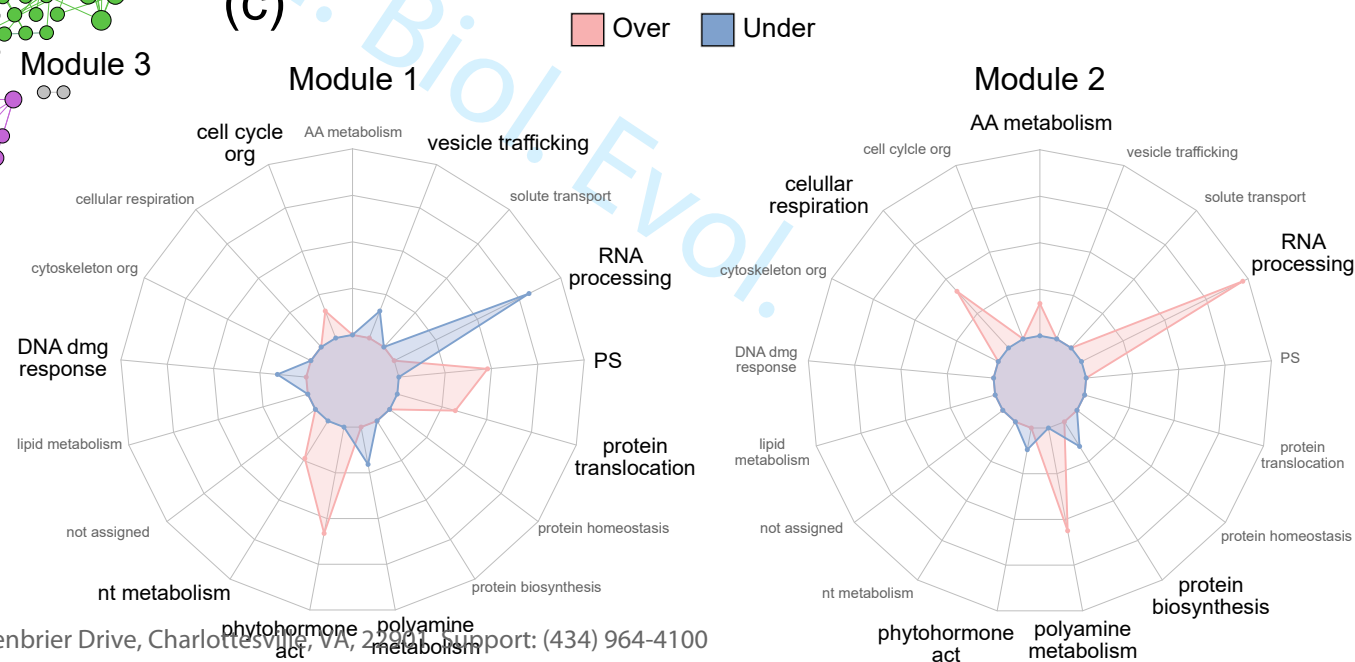 (c)
Over
Under
Module 3
Module 1
Module 2
. Biol. Evol.
cell cycle
org
AA metabolism
vesicle trafficking
solute transport
cellular respiration
RNA
processing
cytoskeleton org
PS
DNA dmg
response
protein
translocation
lipid metabolism
protein homeostasis
not assigned
protein biosynthesis
nt metabolism
phytohormone
act
polyamine
metabolism
AA metabolism
cell cylcle org
vesicle trafficking
celullar
respiration
solute transport
RNA
processing
cytoskeleton org
PS
DNA dmg
response
protein
translocation
lipid
metabolism
protein homeostasis
not assigned
protein
biosynthesis
nt metabolism
phytohormone
act
polyamine
metabolism
enbrier Drive, Charlottesville, VA, 22901, Support: (434) 964-4100